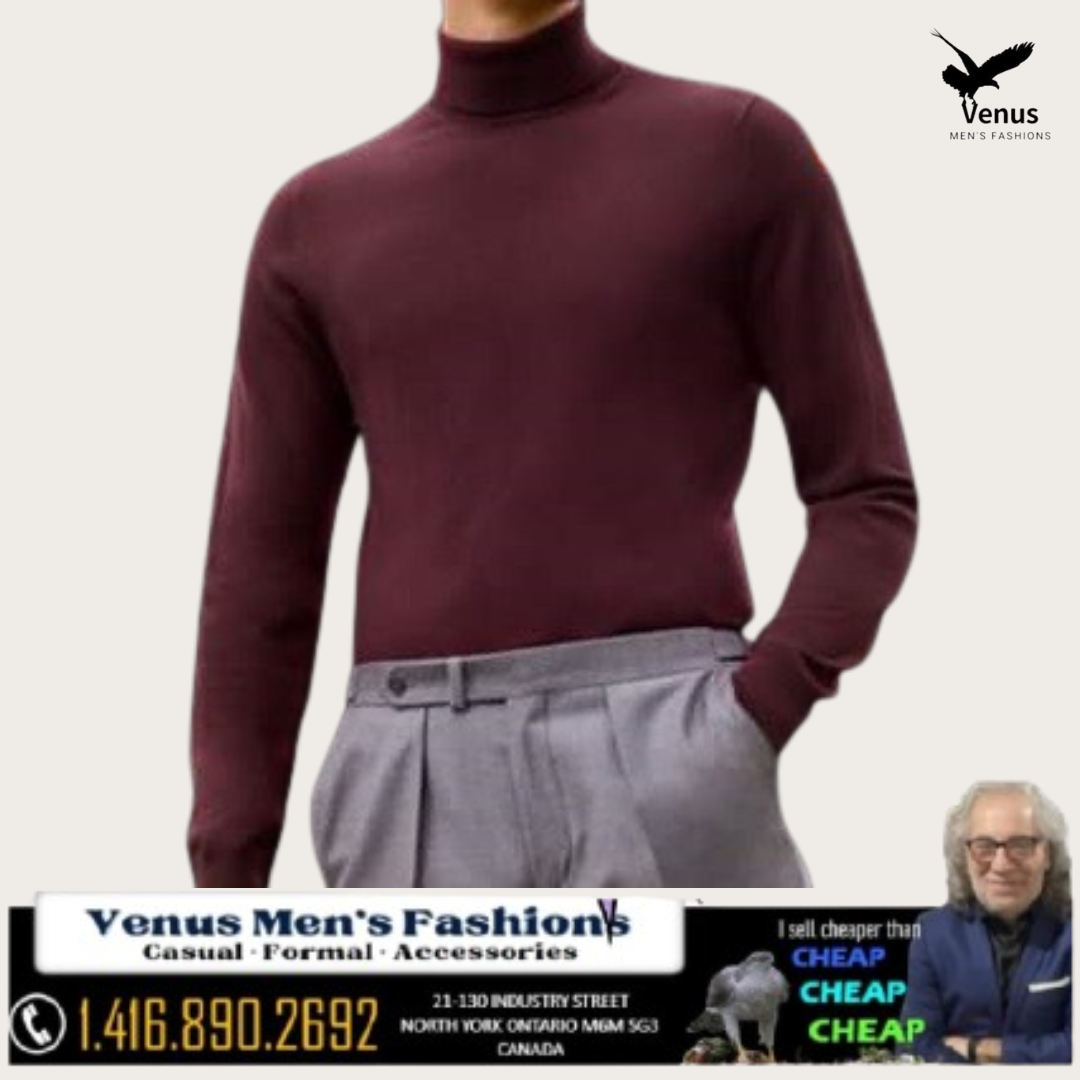 Venus
MEN'S FASHIONS
Venus Men's Fashions
Casual · Formal · Accessories
1.416.890.2692
21-130 INDUSTRY STREET
NORTH YORK ONTARIO M6M 5G3
CANADA
I sell cheaper than
CHEAP
CHEAP
CHEAP